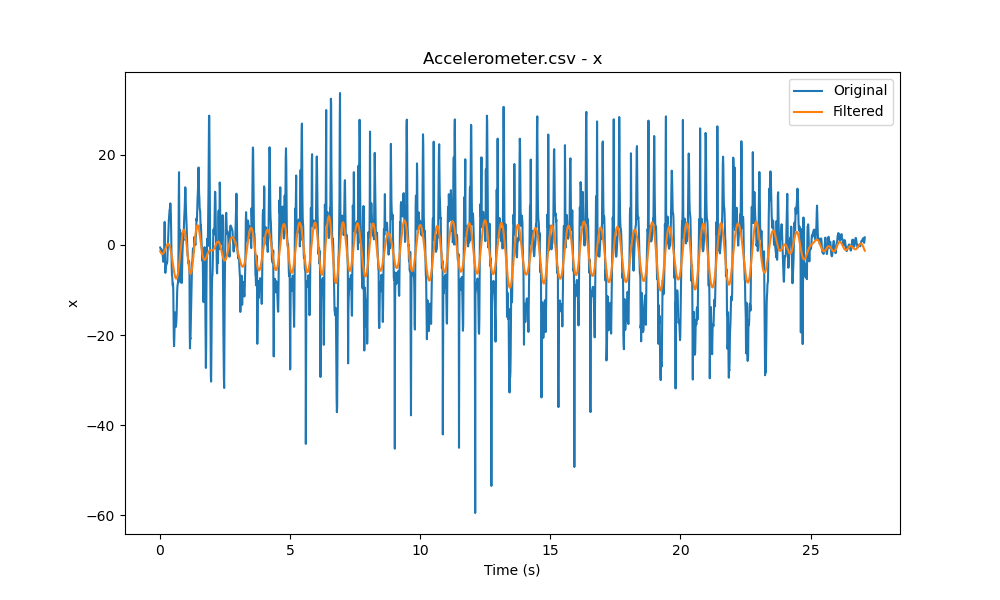 Accelerometer.csv - x
Original
Filtered
20
0
−20
−40
−60
x
0
5
10
15
20
25
Time (s)